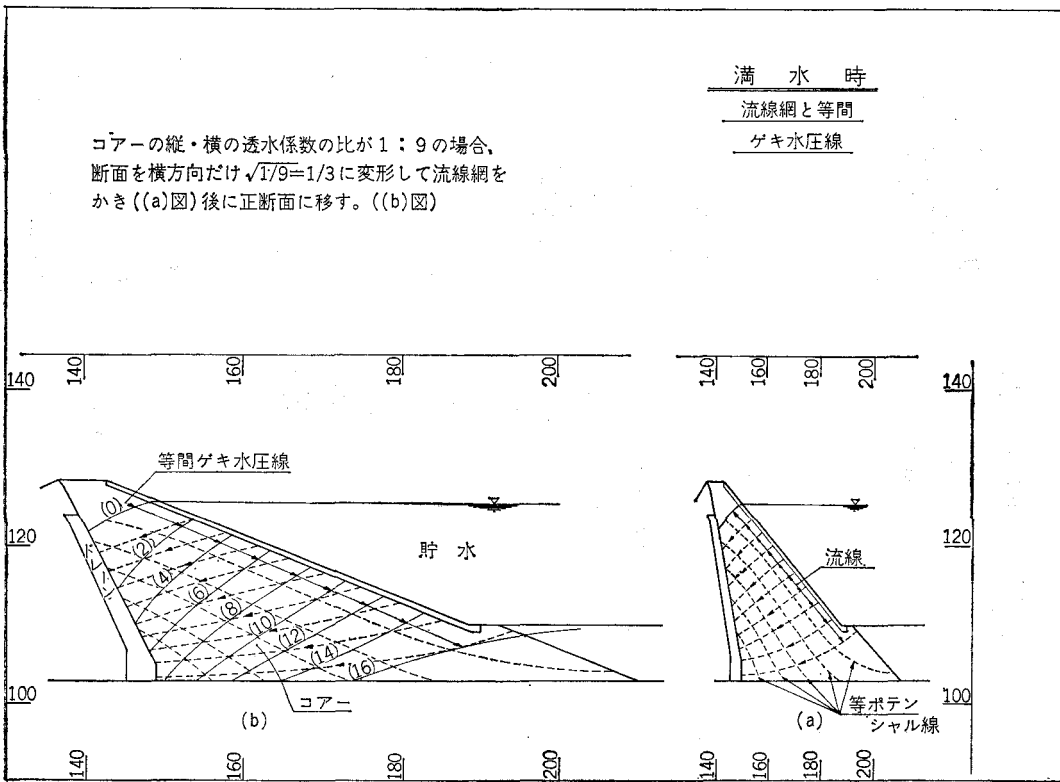 満水時
流線網と等間
ゲキ水圧線
コアーの縦・横の透水係数の比が1:9の場合,
断面を横方向だけ√1/9=1/3に変形して流線網を
かき((a)図)後に正断面に移す。((b)図)
140
160
180
200
140
160
180
200
140
140
等間ゲキ水圧線
(0)
(2)
(4)
(6)
(8)
(10)
(12)
(14)
(16)
ドレーン
貯水
流線
120
120
100
100
コアー
等ポテン
シャル線
(b)
(a)
140
160
180
200
140
160
180
200